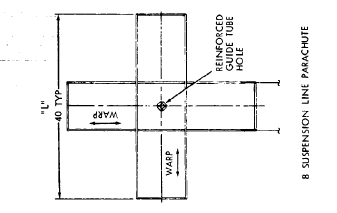 "L"
40 TYP
WARP
WARP
REINFORCED
GUIDE TUBE
HOLE
8 SUSPENSION LINE PARACHUTE